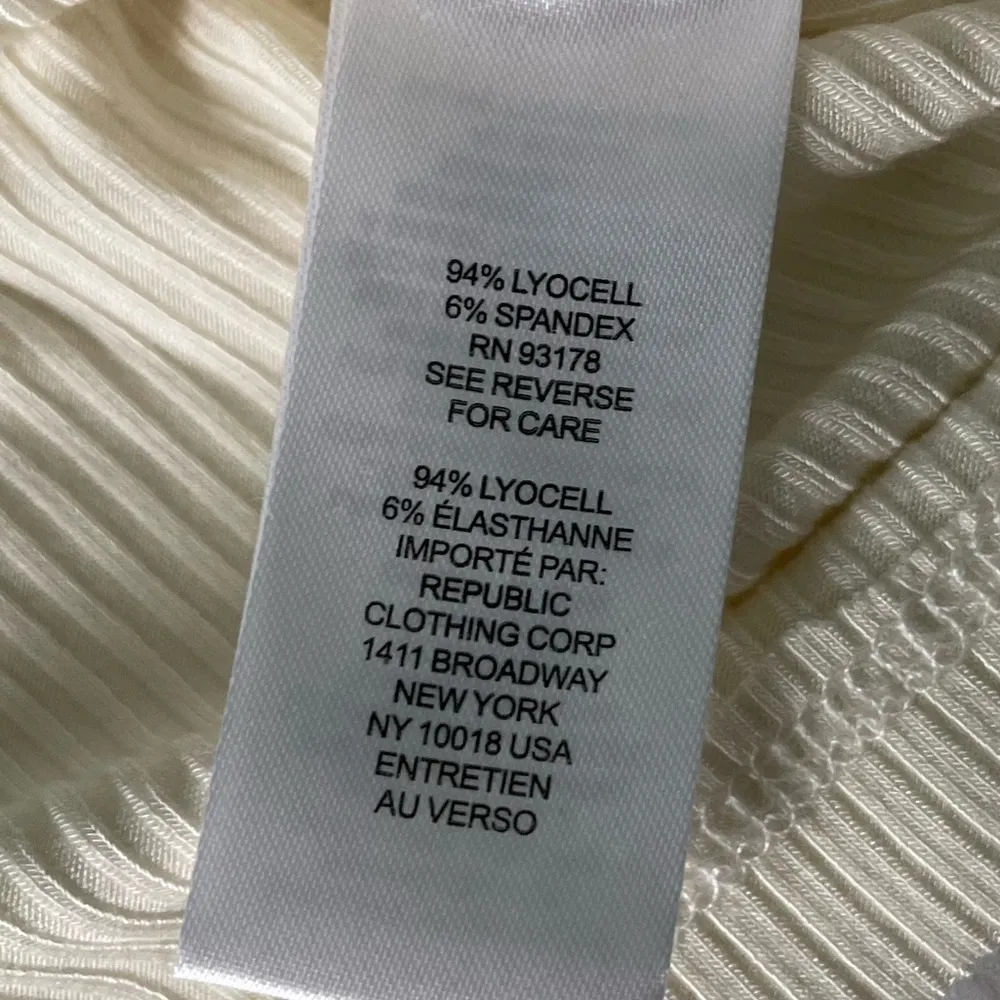 94% LYOCELL
6% SPANDEX
RN 93178
SEE REVERSE
FOR CARE
94% LYOCELL
6% ÉLASTHANNE
IMPORTÉ PAR:
REPUBLIC
CLOTHING CORP
1411 BROADWAY
NEW YORK
NY 10018 USA
ENTRETIEN
AU VERSO